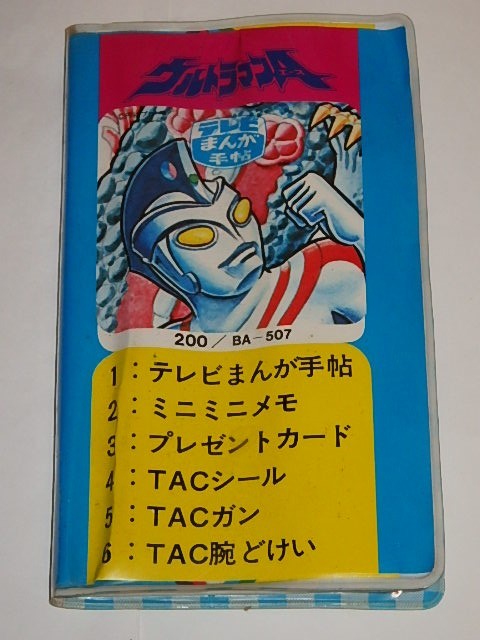 ウルトラマンA
テレビ
まんが
手帖
200/BA-507
1:テレビまんが手帖
2:ミニミニメモ
3:プレゼントカード
4:TACシール
5:TACガン
6:TAC腕どけい